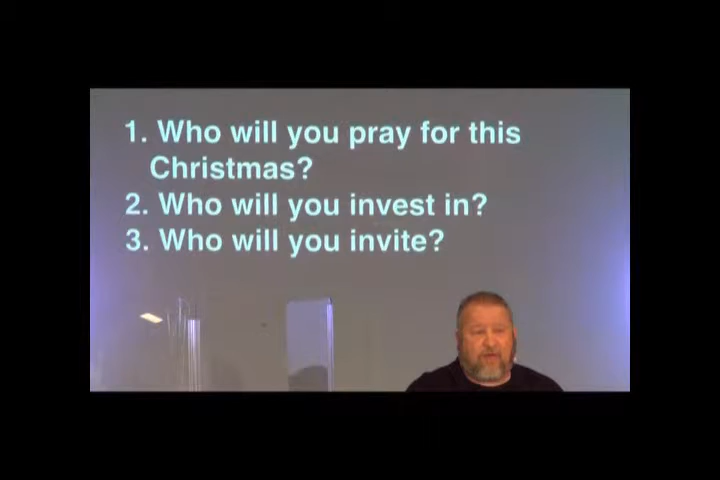 1. Who will you pray for this
Christmas?
2. Who will you invest in?
3. Who will you invite?